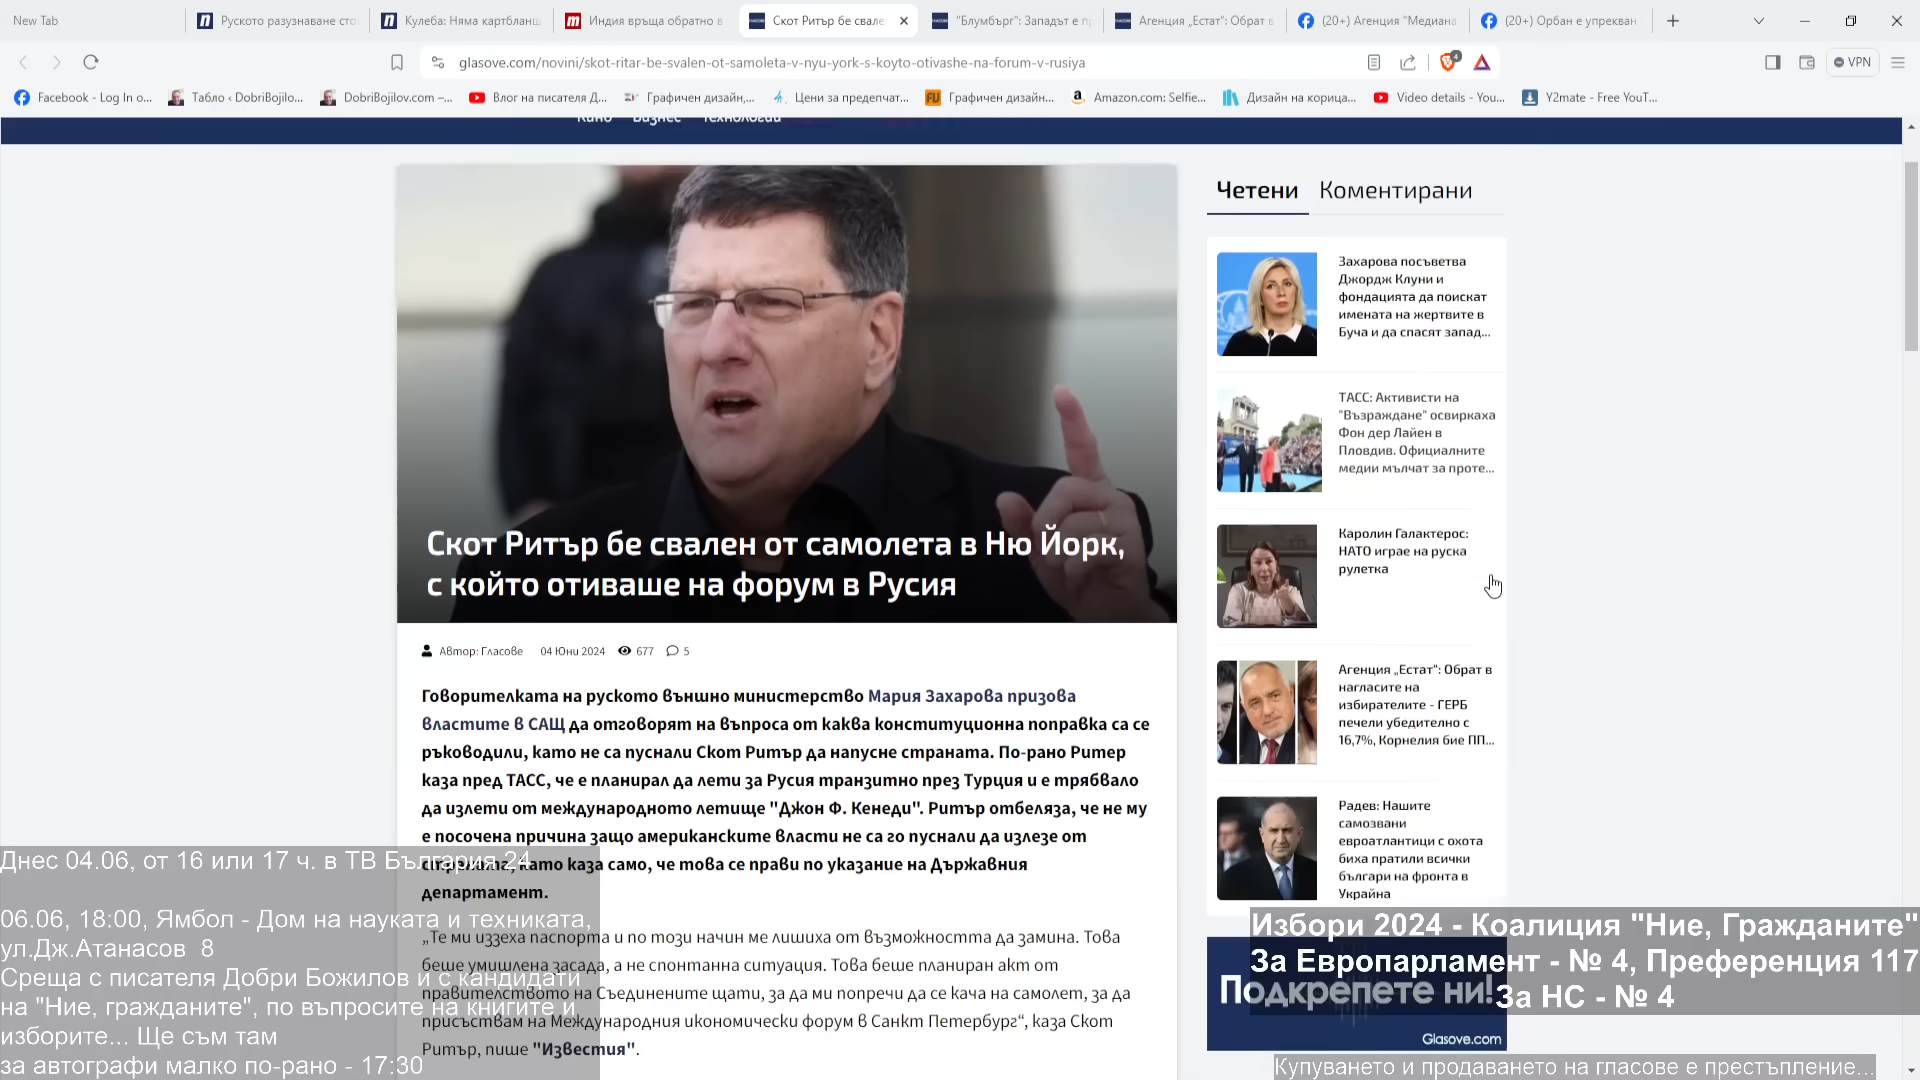 New Tab
Руското разузнаване сто
Кулеба: Няма картбланш
Индия връща обратно в
Скот Ритър бе свале
"Блумбърг": Западът е пр
Агенция „Естат": Обрат в
(20+) Агенция "Медиана
(20+) Орбан е упрекван
glasove.com/novini/skot-ritar-be-svalen-ot-samoleta-v-nyu-york-s-koyto-otivashe-na-forum-v-rusiya
4
VPN
Facebook - Log In o...
Табло ‹ DobriBojilo...
DobriBojilov.com –...
Влог на писателя Д...
Графичен дизайн,...
Цени за предпечат...
Графичен дизайн...
Amazon.com: Selfie...
Дизайн на корица...
Video details - You...
Y2mate - Free YouT...
Кино Бизнес Технологии
Скот Ритър бе свален от самолета в Ню Йорк,
с който отиваше на форум в Русия
Автор: Гласове 04 Юни 2024 677 5
Говорителката на руското външно министерство Мария Захарова призова
властите в САЩ да отговорят на въпроса от каква конституционна поправка са се
ръководили, като не са пуснали Скот Ритър да напусне страната. По-рано Ритер
каза пред ТАСС, че е планирал да лети за Русия транзитно през Турция и е трябвало
да излети от международното летище "Джон Ф. Кенеди". Ритър отбеляза, че не му
е посочена причина защо американските власти не са го пуснали да излезе от
страната, като каза само, че това се прави по указание на Държавния
департамент.
„Те ми иззеха паспорта и по този начин ме лишиха от възможността да замина. Това
беше умишлена засада, а не спонтанна ситуация. Това беше планиран акт от
правителството на Съединените щати, за да ми попречи да се кача на самолет, за да
присъствам на Международния икономически форум в Санкт Петербург", каза Скот
Ритър, пише "Известия".
Четени Коментирани
Захарова посъветва
Джордж Клуни и
фондацията да поискат
имената на жертвите в
Буча и да спасят запад...
ТАСС: Активисти на
"Възраждане" освиркаха
Фон дер Лайен в
Пловдив. Официалните
медии мълчат за проте...
Каролин Галактерос:
НАТО играе на руска
рулетка
Агенция „Естат": Обрат в
нагласите на
избирателите - ГЕРБ
печели убедително с
16,7%, Корнелия бие ПП...
Радев: Нашите
самозвани
евроатлантици с охота
биха пратили всички
българи на фронта в
Украйна
Подкрепете ни!
Glasove.com
Днес 04.06, от 16 или 17 ч. в ТВ България 24
06.06, 18:00, Ямбол - Дом на науката и техниката,
ул.Дж.Атанасов 8
Среща с писателя Добри Божилов и с кандидати
на "Ние, гражданите", по въпросите на книгите и
изборите... Ще съм там
за автографи малко по-рано - 17:30
Избори 2024 - Коалиция "Ние, Гражданите"
За Европарламент - № 4, Преференция 117
За НС - № 4
Купуването и продаването на гласове е престъпление...